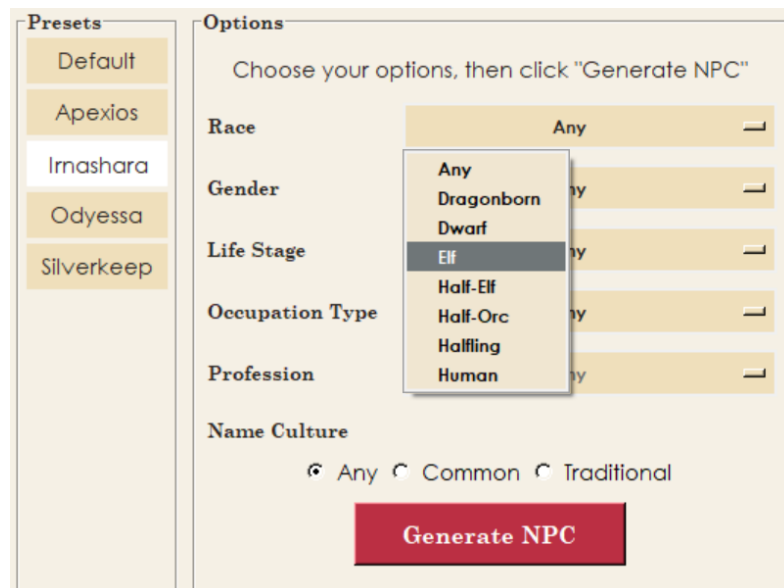 Presets
Default
Apexios
Irnashara
Odyessa
Silverkeep
Options
Choose your options, then click "Generate NPC"
Race
Any
Any
Dragonborn
Dwarf
Elf
Half-Elf
Half-Orc
Halfling
Human
Gender
Life Stage
Occupation Type
Profession
Name Culture
Any Common Traditional
Generate NPC